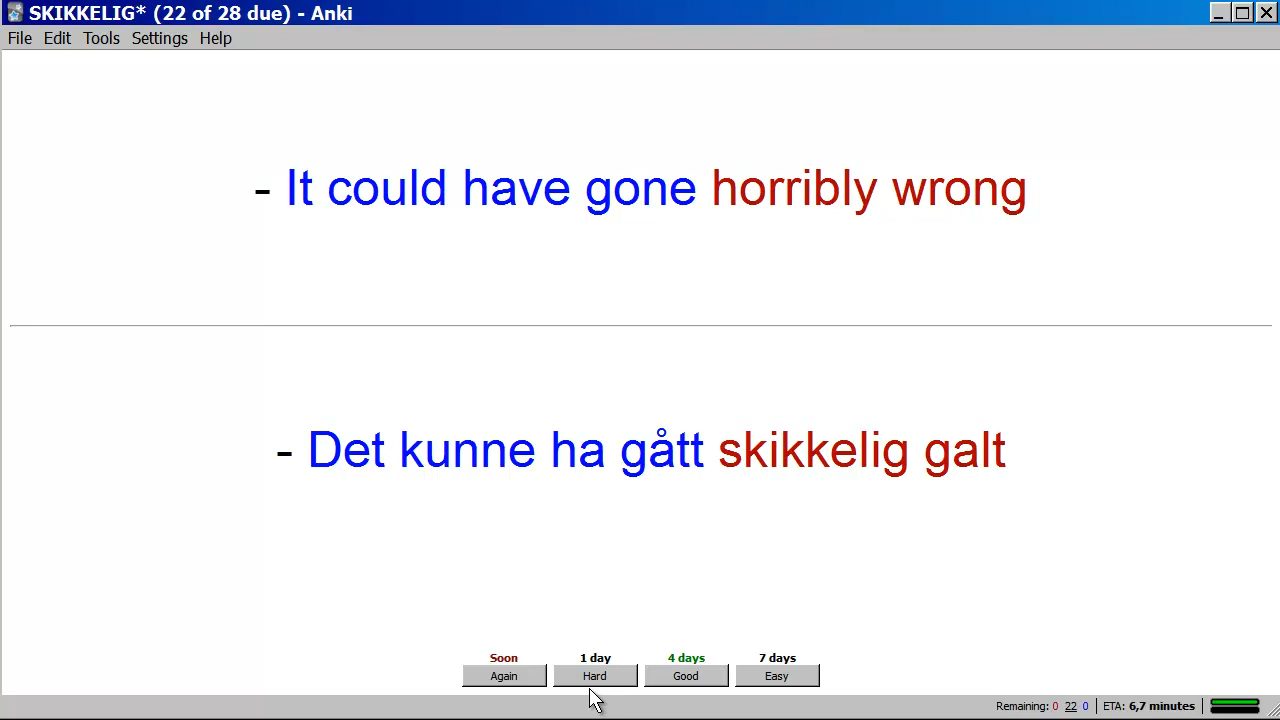 SKIKKELIG* (22 of 28 due) - Anki
File Edit Tools Settings Help
- It could have gone horribly wrong
- Det kunne ha gått skikkelig galt
Soon 1 day 4 days 7 days
Again Hard Good Easy
Remaining: 0 22 0 ETA: 6,7 minutes